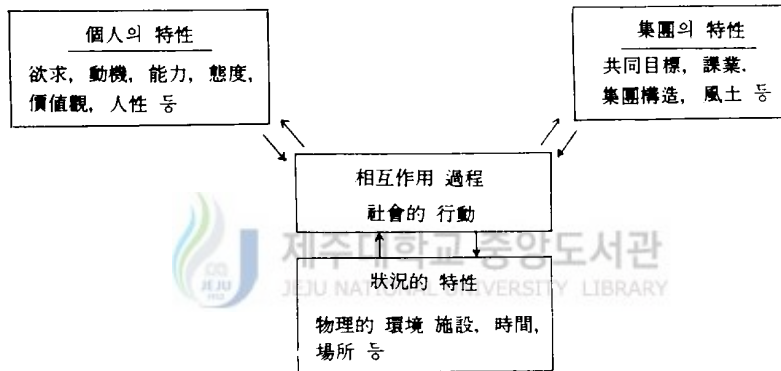 個人의 特性
欲求, 動機, 能力, 態度,
價値觀, 人性 등
集團의 特性
共同目標, 課業.
集團構造, 風土 등
相互作用 過程
社會的 行動
제주대학교 중앙도서관
JEJU NATIONAL UNIVERSITY LIBRARY
JEJU
1952
狀況的 特性
物理的 環境 施設, 時間,
場所 등